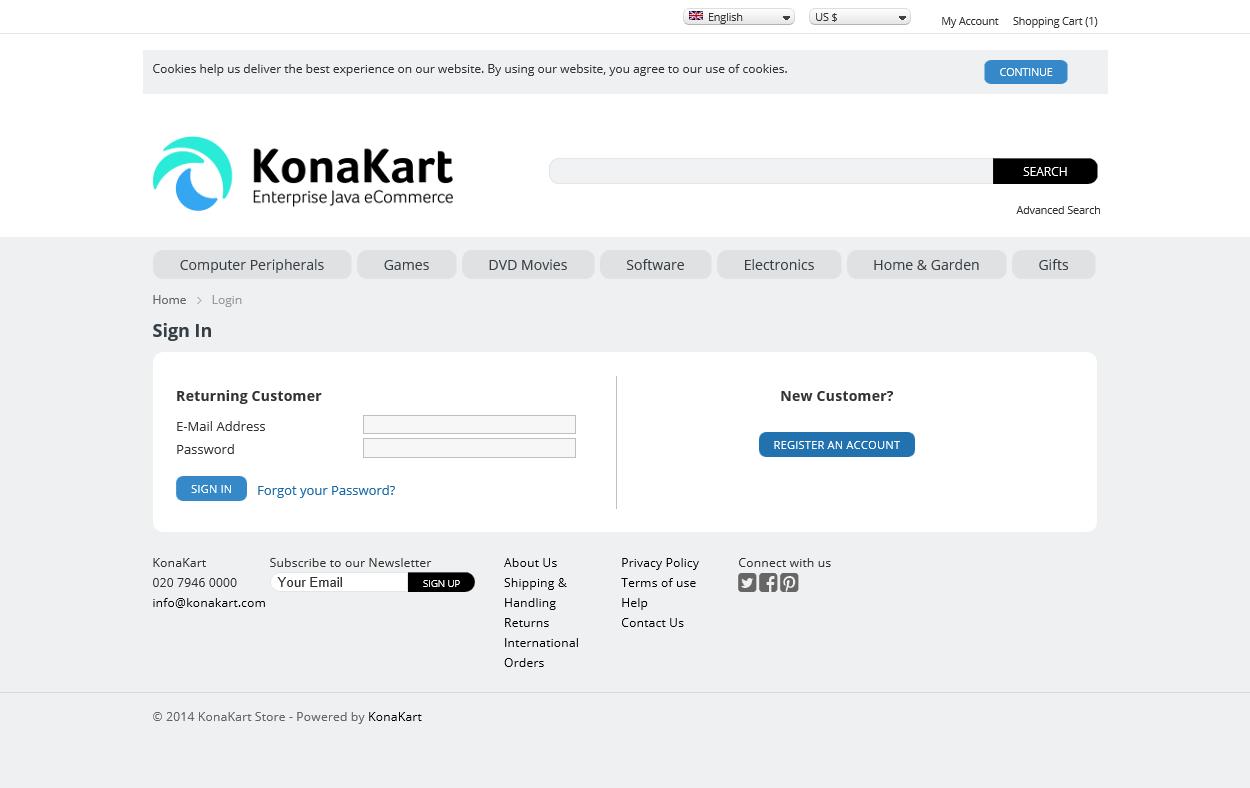 English
US $
My Account
Shopping Cart (1)
Cookies help us deliver the best experience on our website. By using our website, you agree to our use of cookies.
CONTINUE
KonaKart
Enterprise Java eCommerce
SEARCH
Advanced Search
Computer Peripherals
Games
DVD Movies
Software
Electronics
Home & Garden
Gifts
Home
Login
Sign In
Returning Customer
E-Mail Address
Password
SIGN IN
Forgot your Password?
New Customer?
REGISTER AN ACCOUNT
KonaKart
020 7946 0000
info@konakart.com
Subscribe to our Newsletter
Your Email
SIGN UP
About Us
Shipping &
Handling
Returns
International
Orders
Privacy Policy
Terms of use
Help
Contact Us
Connect with us
© 2014 KonaKart Store - Powered by KonaKart